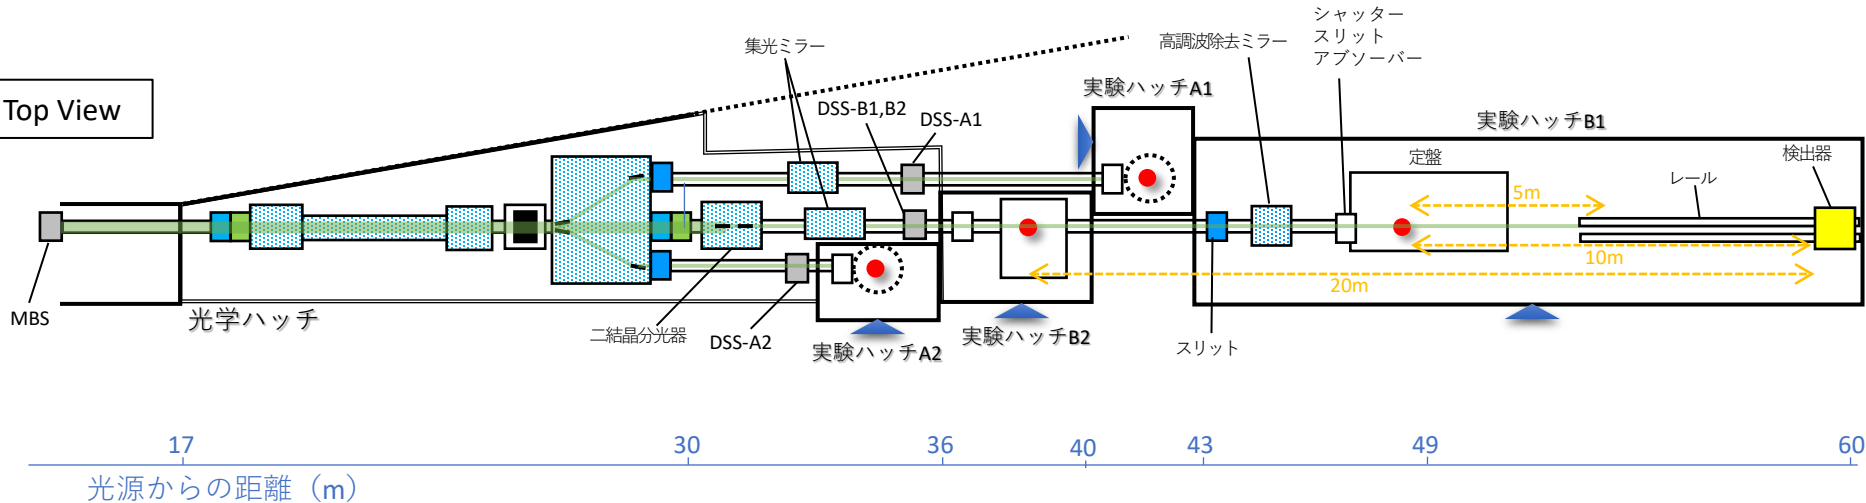 シャッター
スリット
アブソーバー
集光ミラー
高調波除去ミラー
Top View
DSS-B1,B2
DSS-A1
実験ハッチA1
実験ハッチB1
定盤
検出器
レール
5m
10m
20m
MBS
光学ハッチ
二結晶分光器
DSS-A2
実験ハッチA2
実験ハッチB2
スリット
17
30
36
40
43
49
60
光源からの距離（m）